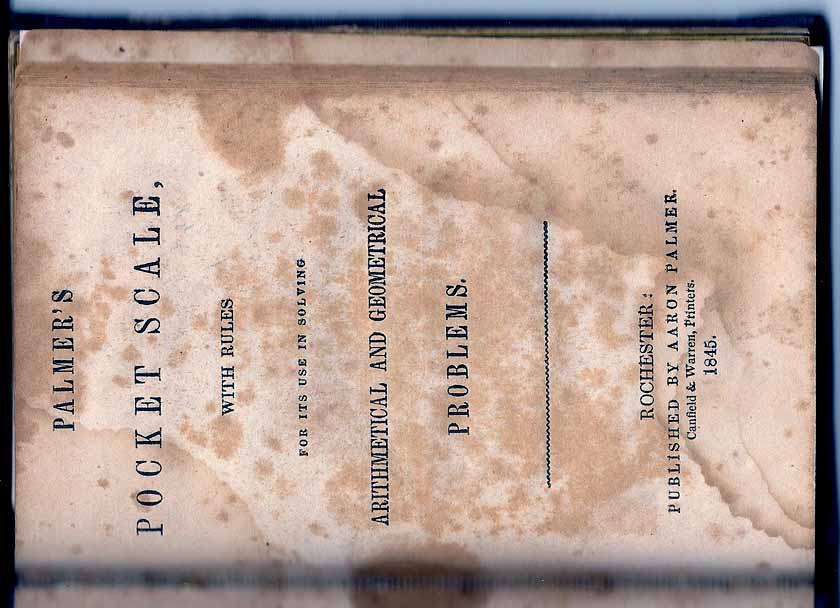 PALMER'S
POCKET SCALE,
WITH RULES
FOR ITS USE IN SOLVING
ARITHMETICAL AND GEOMETRICAL
PROBLEMS.
ROCHESTER:
PUBLISHED BY AARON PALMER.
Canfield & Warren, Printers.
1845.